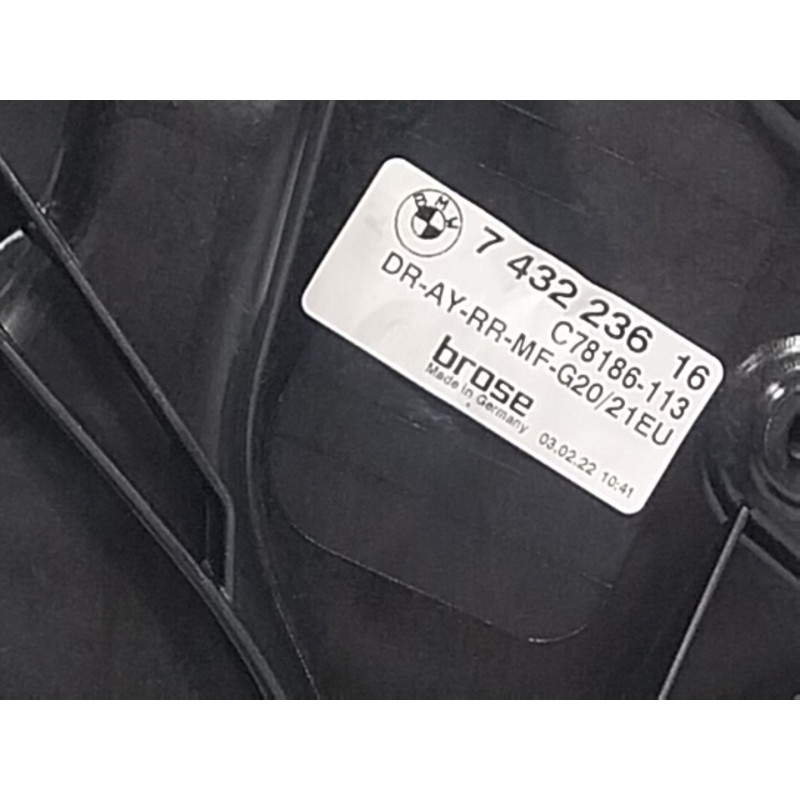 BMW
7 432 236 16
C78186-113
DR-AY-RR-MF-G20/21EU
brose
Made in Germany
03.02.22 10:41